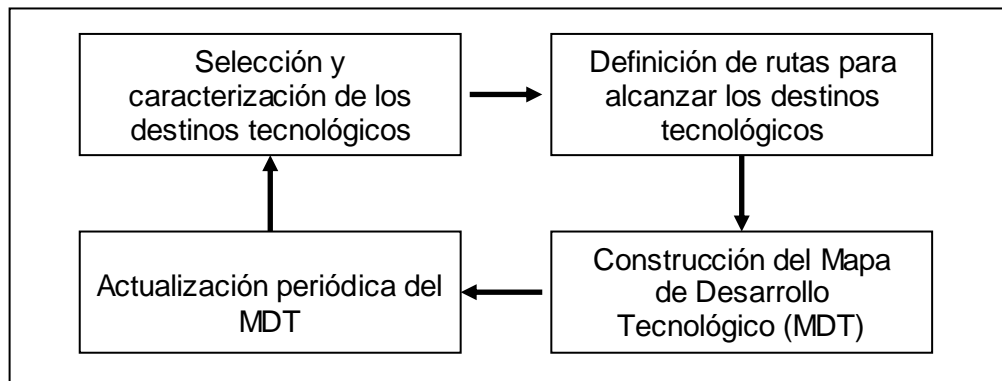 Selección y
caracterización de los
destinos tecnológicos
Definición de rutas para
alcanzar los destinos
tecnológicos
Actualización periódica del
MDT
Construcción del Mapa
de Desarrollo
Tecnológico (MDT)